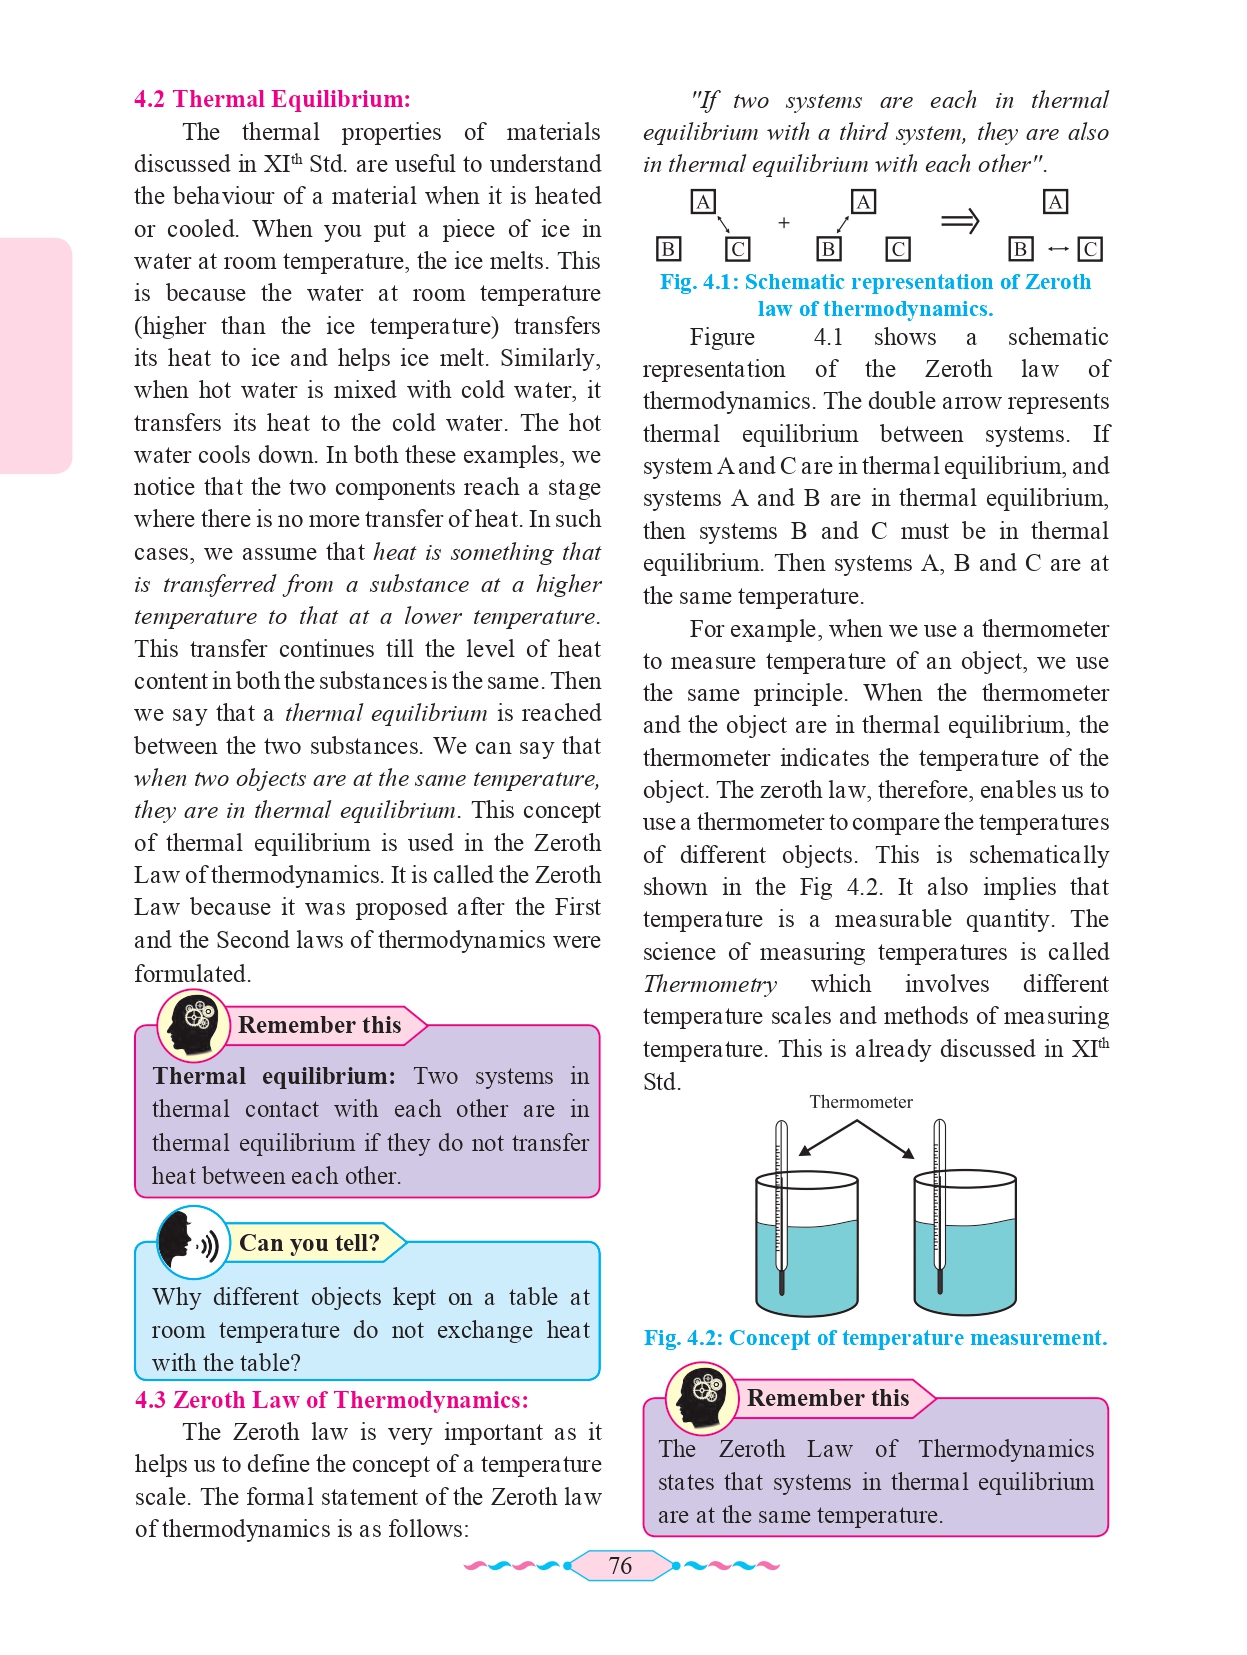 4.2 Thermal Equilibrium:
The thermal properties of materials
discussed in XIth Std. are useful to understand
the behaviour of a material when it is heated
or cooled. When you put a piece of ice in
water at room temperature, the ice melts. This
is because the water at room temperature
(higher than the ice temperature) transfers
its heat to ice and helps ice melt. Similarly,
when hot water is mixed with cold water, it
transfers its heat to the cold water. The hot
water cools down. In both these examples, we
notice that the two components reach a stage
where there is no more transfer of heat. In such
cases, we assume that heat is something that
is transferred from a substance at a higher
temperature to that at a lower temperature.
This transfer continues till the level of heat
content in both the substances is the same. Then
we say that a thermal equilibrium is reached
between the two substances. We can say that
when two objects are at the same temperature,
they are in thermal equilibrium. This concept
of thermal equilibrium is used in the Zeroth
Law of thermodynamics. It is called the Zeroth
Law because it was proposed after the First
and the Second laws of thermodynamics were
formulated.
Remember this
Thermal equilibrium: Two systems in
thermal contact with each other are in
thermal equilibrium if they do not transfer
heat between each other.
Can you tell?
Why different objects kept on a table at
room temperature do not exchange heat
with the table?
4.3 Zeroth Law of Thermodynamics:
The Zeroth law is very important as it
helps us to define the concept of a temperature
scale. The formal statement of the Zeroth law
of thermodynamics is as follows:
"If two systems are each in thermal
equilibrium with a third system, they are also
in thermal equilibrium with each other".
A A A
+
B C B C B C
Fig. 4.1: Schematic representation of Zeroth
law of thermodynamics.
Figure 4.1 shows a schematic
representation of the Zeroth law of
thermodynamics. The double arrow represents
thermal equilibrium between systems. If
system A and C are in thermal equilibrium, and
systems A and B are in thermal equilibrium,
then systems B and C must be in thermal
equilibrium. Then systems A, B and C are at
the same temperature.
For example, when we use a thermometer
to measure temperature of an object, we use
the same principle. When the thermometer
and the object are in thermal equilibrium, the
thermometer indicates the temperature of the
object. The zeroth law, therefore, enables us to
use a thermometer to compare the temperatures
of different objects. This is schematically
shown in the Fig 4.2. It also implies that
temperature is a measurable quantity. The
science of measuring temperatures is called
Thermometry which involves different
temperature scales and methods of measuring
temperature. This is already discussed in XIth
Std.
Thermometer
Fig. 4.2: Concept of temperature measurement.
Remember this
The Zeroth Law of Thermodynamics
states that systems in thermal equilibrium
are at the same temperature.
76